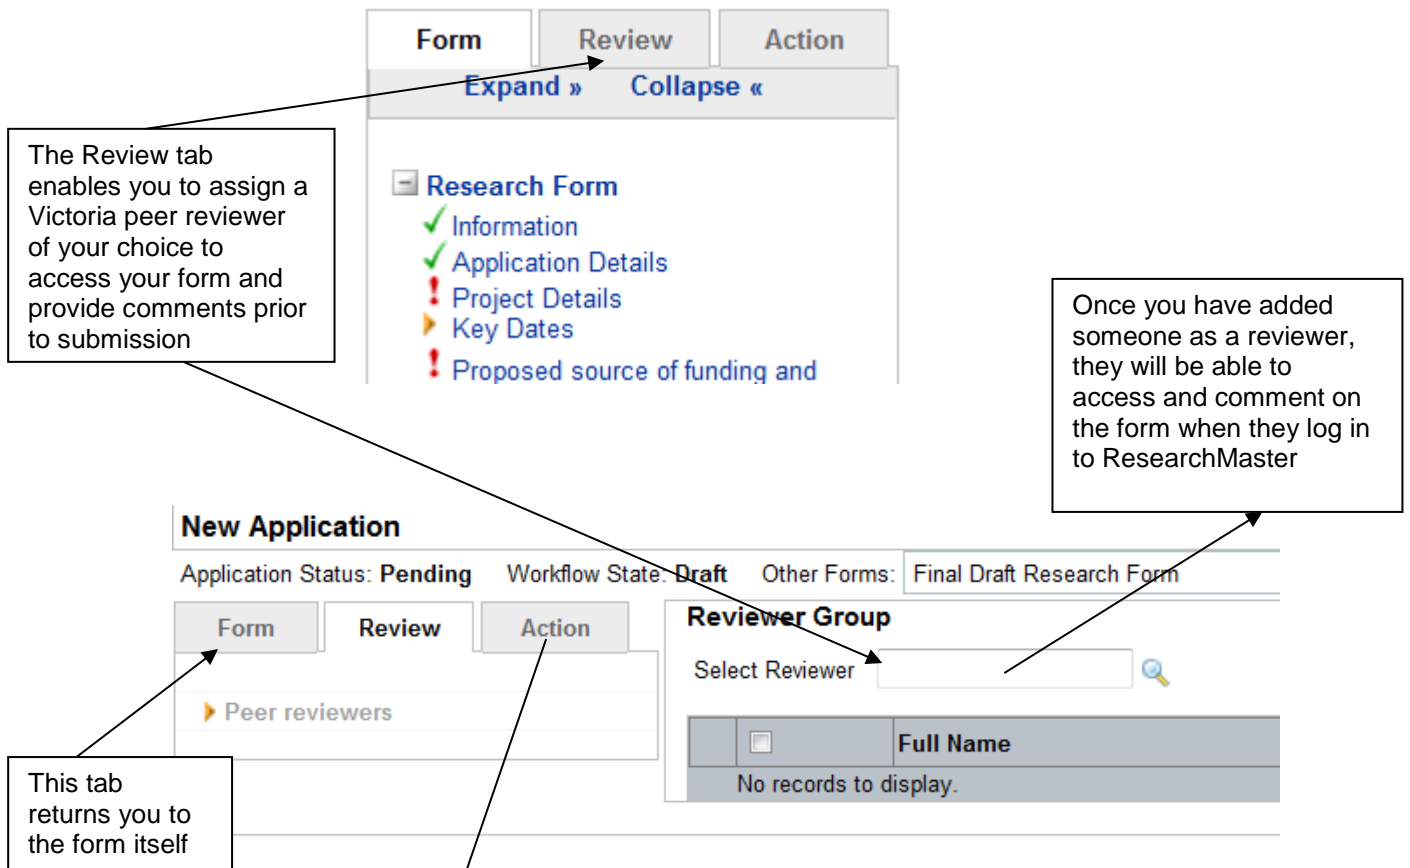 Form Review Action
Expand » Collapse «
The Review tab
enables you to assign a
Victoria peer reviewer
of your choice to
access your form and
provide comments prior
to submission
Research Form
Information
Application Details
Project Details
Key Dates
Proposed source of funding and
Once you have added
someone as a reviewer,
they will be able to
access and comment on
the form when they log in
to ResearchMaster
New Application
Application Status: Pending Workflow State: Draft Other Forms: Final Draft Research Form
Form Review Action
Peer reviewers
Reviewer Group
Select Reviewer
Full Name
No records to display.
This tab
returns you to
the form itself